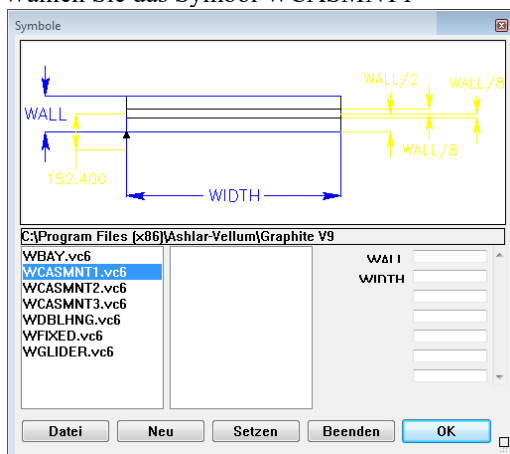 Wählen Sie das Symbol WCASMNT1
Symbole
WALL
152.400
WIDTH
WALL/2
WALL/8
WALL/8
C:\Program Files (x86)\Ashlar-Vellum\Graphite V9
WBAY.vc6
WCASMNT1.vc6
WCASMNT2.vc6
WCASMNT3.vc6
WDBLHNG.vc6
WFIXED.vc6
WGLIDER.vc6
WALL
WIDTH
Datei
Neu
Setzen
Beenden
OK